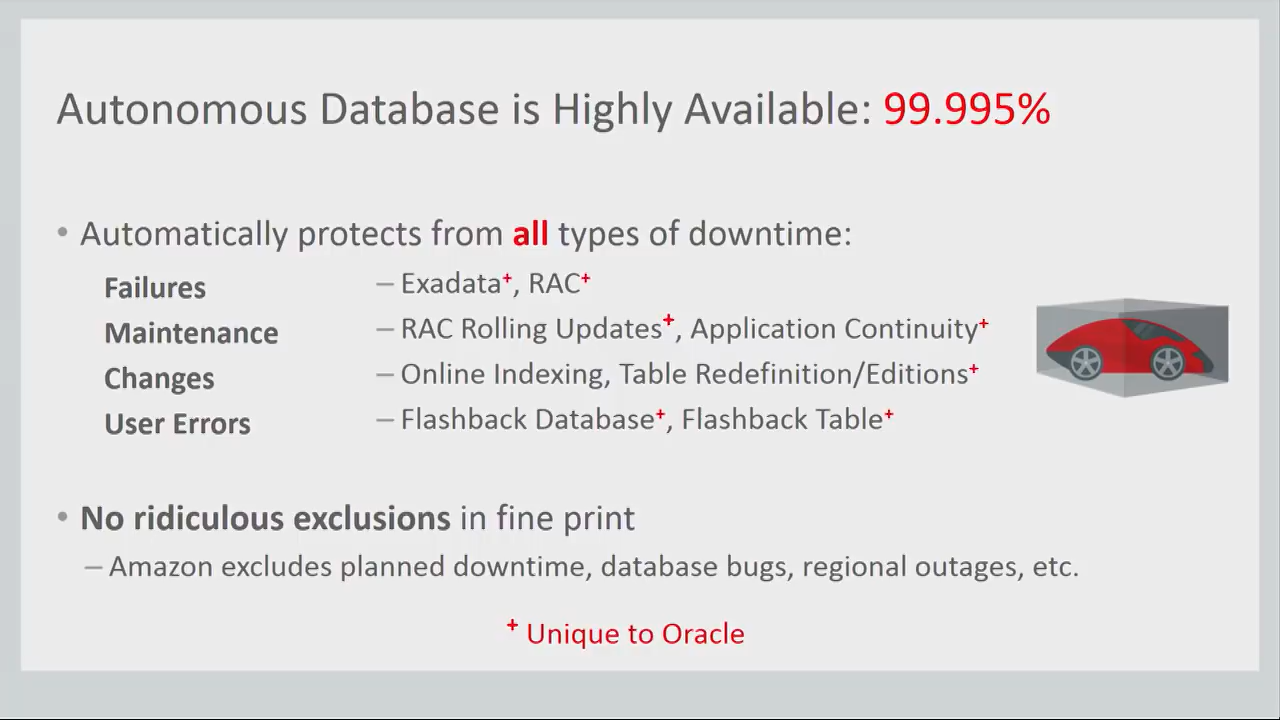 Autonomous Database is Highly Available: 99.995%
• Automatically protects from all types of downtime:
Failures – Exadata+, RAC+
Maintenance – RAC Rolling Updates+, Application Continuity+
Changes – Online Indexing, Table Redefinition/Editions+
User Errors – Flashback Database+, Flashback Table+
• No ridiculous exclusions in fine print
– Amazon excludes planned downtime, database bugs, regional outages, etc.
+ Unique to Oracle